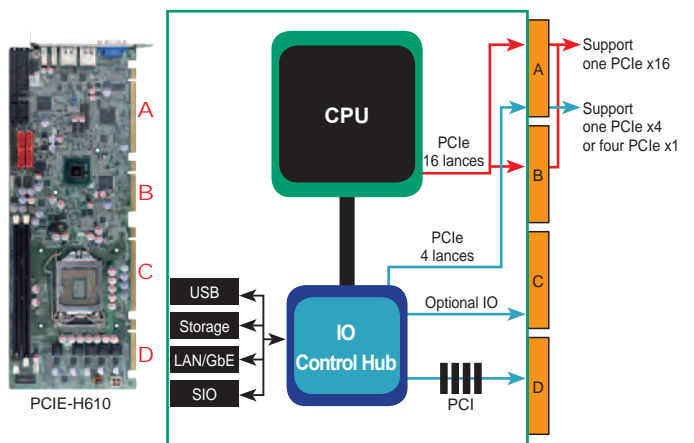 A
B
C
D
PCIE-H610
CPU
PCIe
16 lances
PCIe
4 lances
Optional IO
IO
Control Hub
PCI
USB
Storage
LAN/GbE
SIO
A
B
C
D
Support
one PCIe x16
Support
one PCIe x4
or four PCIe x1